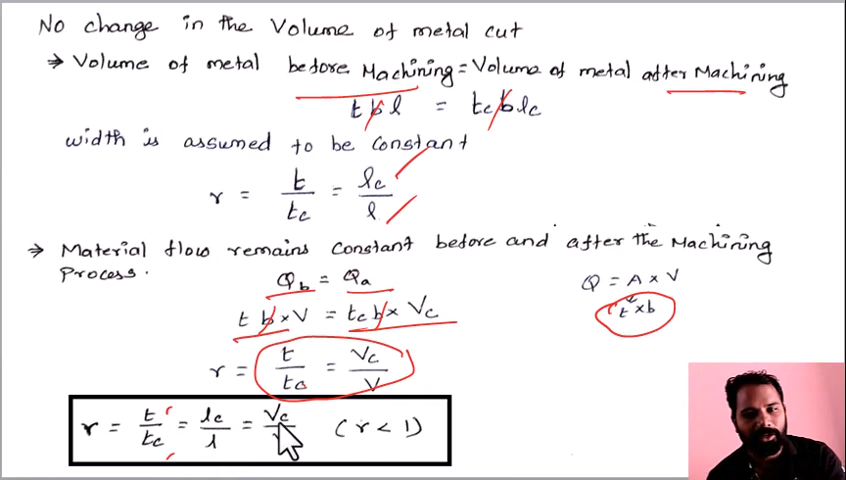 No change in the Volume of metal cut
→ Volume of metal before Machining = Volume of metal after Machining
t b l = tc b lc
width is assumed to be constant
r = t/tc = lc/l
→ Material flow remains constant before and after the Machining
Process.
Qb = Qa
Q = A × V
t b × V = tc b × Vc
t × b
r = t/tc = Vc/V
r = t/tc = lc/l = Vc/ (r < 1)